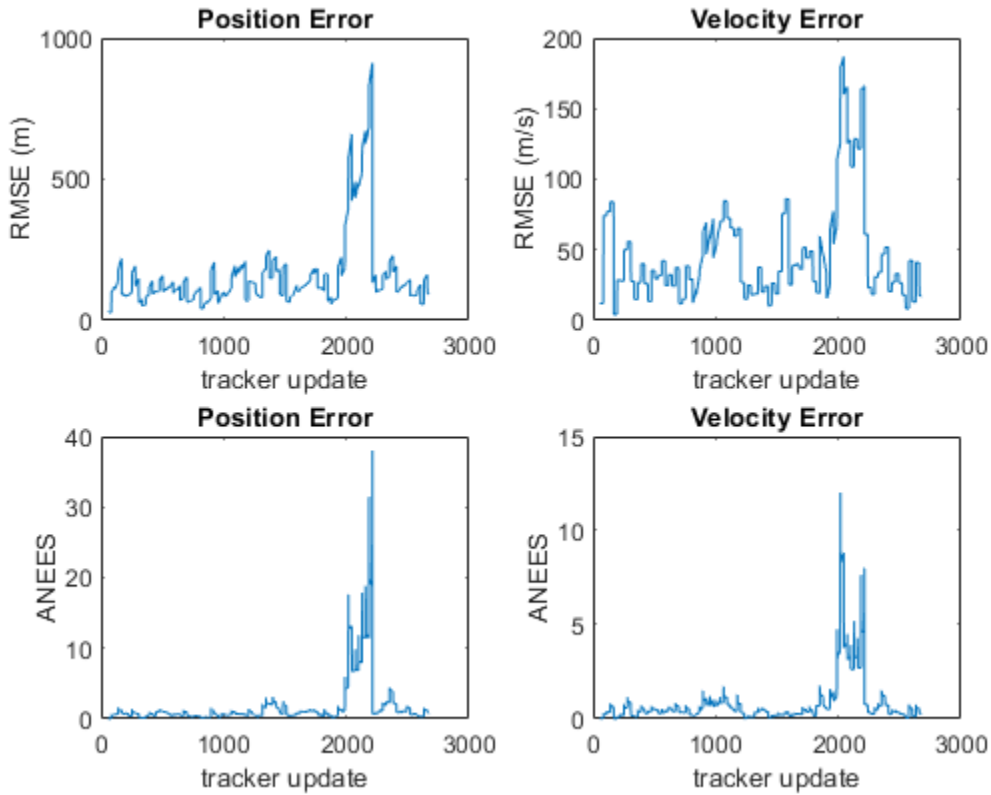 Position Error
1000
500
0
RMSE (m)
0 1000 2000 3000
tracker update
Velocity Error
200
150
100
50
0
RMSE (m/s)
0 1000 2000 3000
tracker update
Position Error
40
30
20
10
0
ANEES
0 1000 2000 3000
tracker update
Velocity Error
15
10
5
0
ANEES
0 1000 2000 3000
tracker update